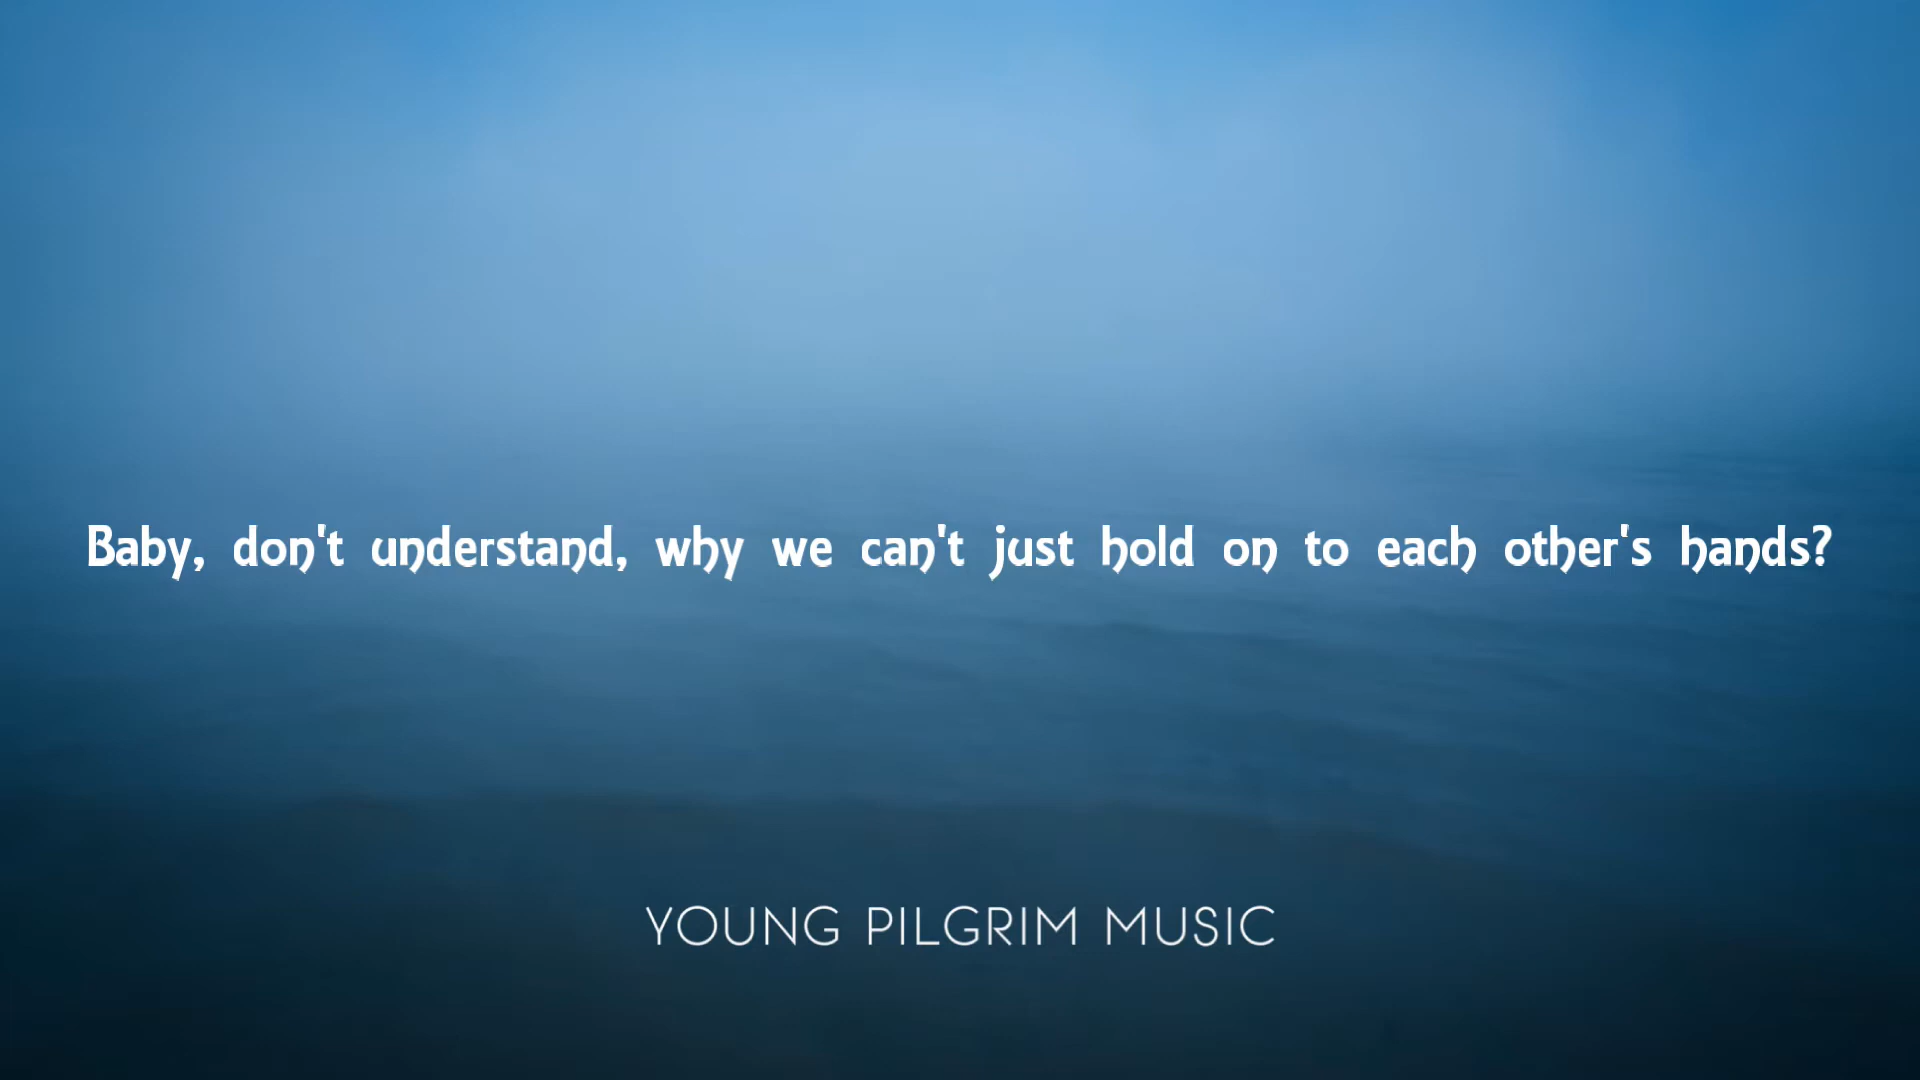 Baby, don't understand, why we can't just hold on to each other's hands?
YOUNG PILGRIM MUSIC